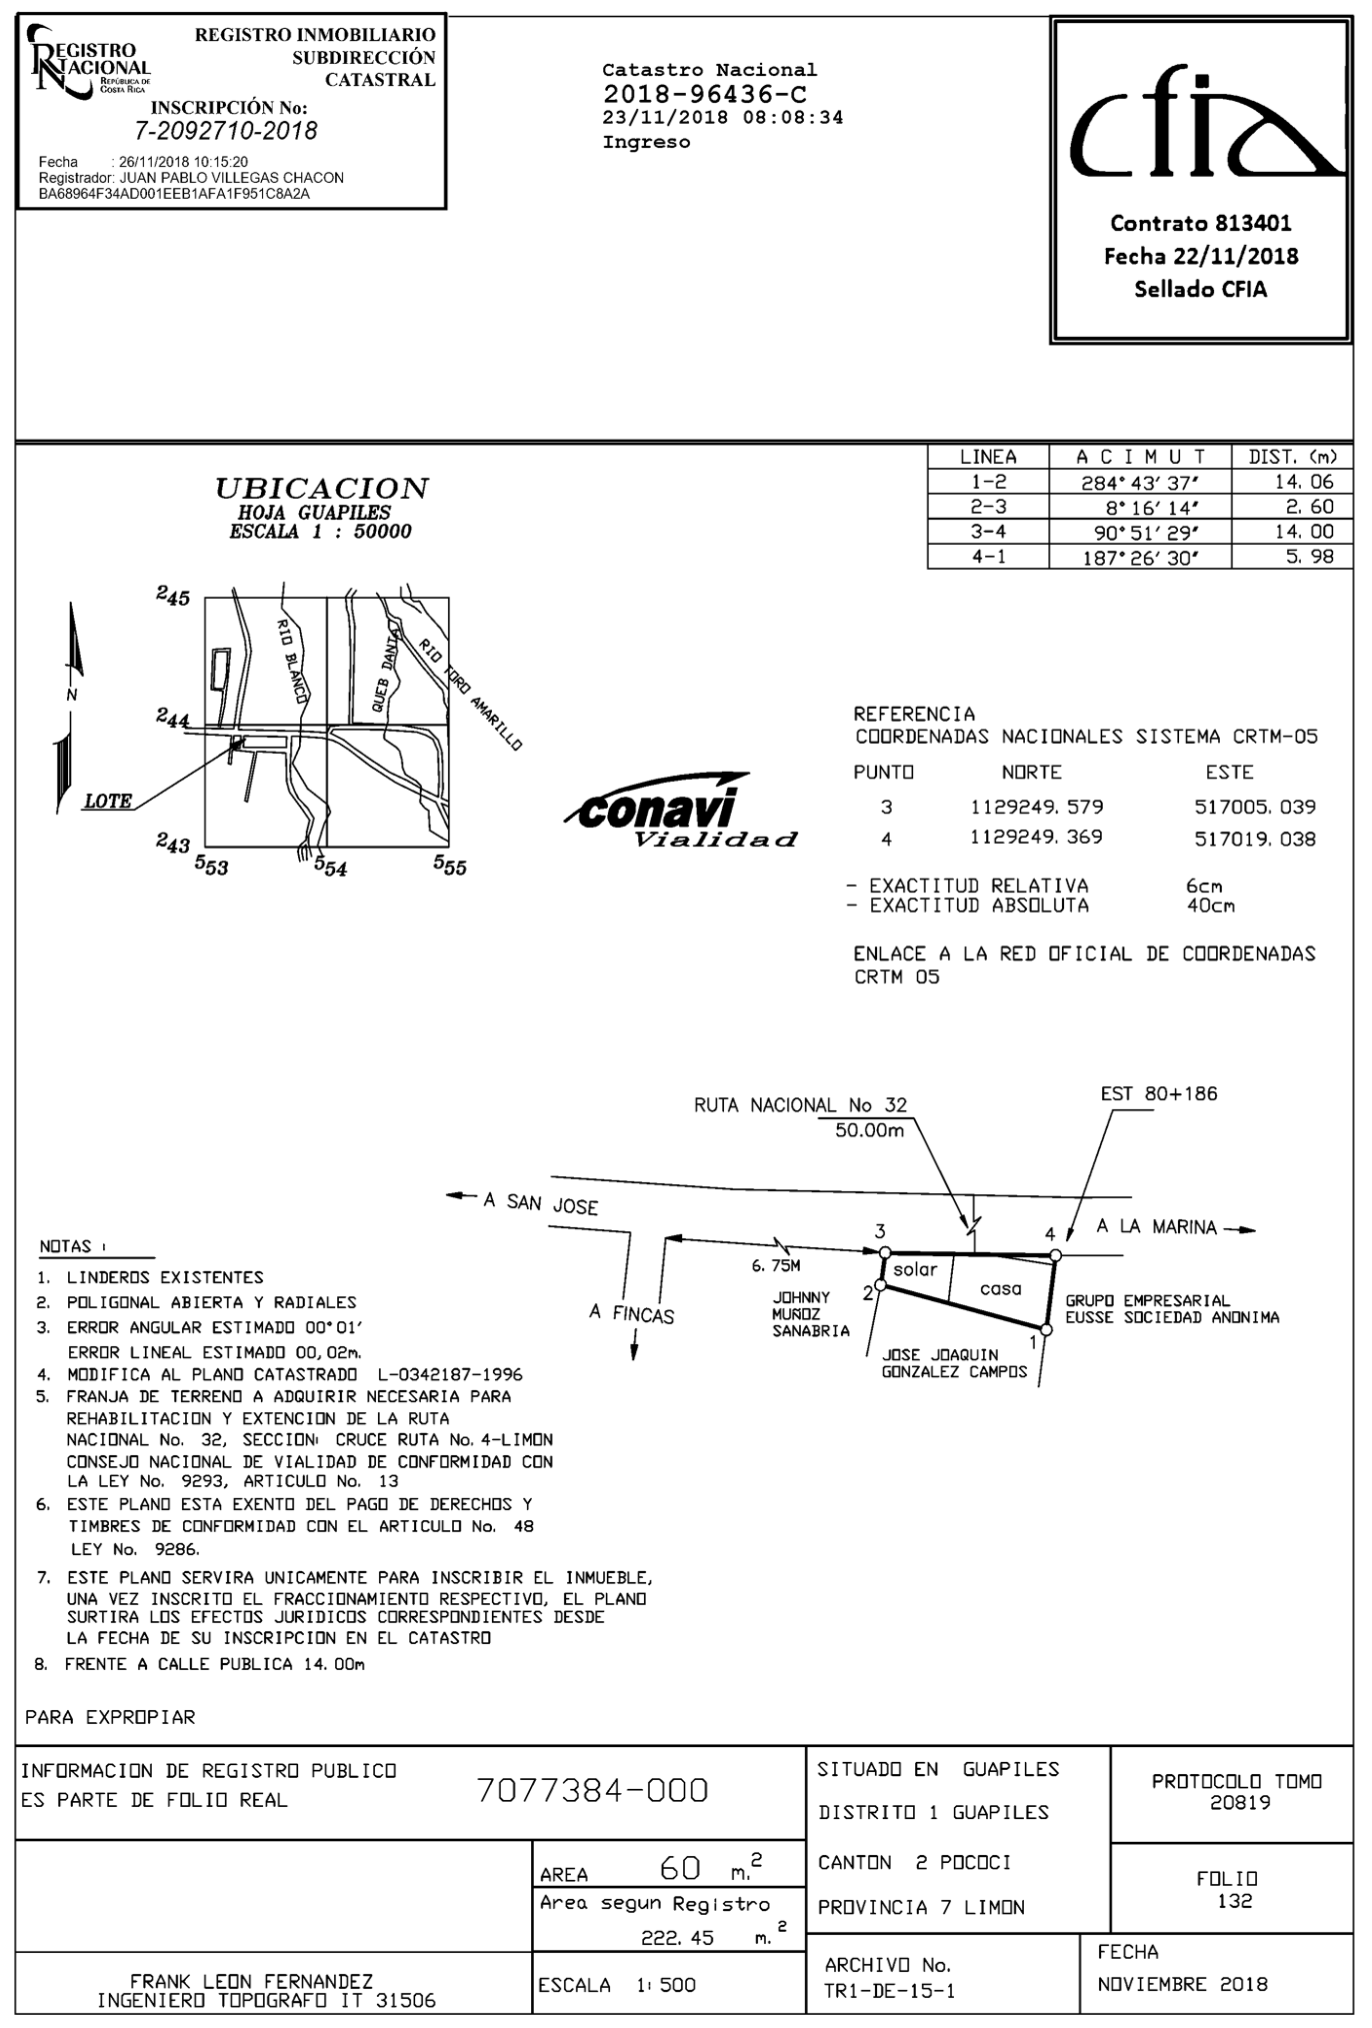 REGISTRO NACIONAL
REPÚBLICA DE COSTA RICA
REGISTRO INMOBILIARIO
SUBDIRECCIÓN
CATASTRAL
INSCRIPCIÓN No:
7-2092710-2018
Fecha : 26/11/2018 10:15:20
Registrador: JUAN PABLO VILLEGAS CHACON
BA68964F34AD001EEB1AFA1F951C8A2A
Catastro Nacional
2018-96436-C
23/11/2018 08:08:34
Ingreso
cfia
Contrato 813401
Fecha 22/11/2018
Sellado CFIA
LINEA A C I M U T DIST. (m)
1-2 284°43'37" 14.06
2-3 8°16'14" 2.60
3-4 90°51'29" 14.00
4-1 187°26'30" 5.98
UBICACION
HOJA GUAPILES
ESCALA 1 : 50000
245
244
243
553
554
555
RIO BLANCO
QUEB DANTA
RIO TORO AMARILLO
N
LOTE
conavi
Vialidad
REFERENCIA
COORDENADAS NACIONALES SISTEMA CRTM-05
PUNTO NORTE ESTE
3 1129249.579 517005.039
4 1129249.369 517019.038
- EXACTITUD RELATIVA 6cm
- EXACTITUD ABSOLUTA 40cm
ENLACE A LA RED OFICIAL DE COORDENADAS
CRTM 05
RUTA NACIONAL No 32
50.00m
EST 80+186
A SAN JOSE
A LA MARINA
3
4
2
1
6.75M
solar
casa
A FINCAS
JOHNNY
MUÑOZ
SANABRIA
GRUPO EMPRESARIAL
EUSSE SOCIEDAD ANONIMA
JOSE JOAQUIN
GONZALEZ CAMPOS
NOTAS :
1. LINDEROS EXISTENTES
2. POLIGONAL ABIERTA Y RADIALES
3. ERROR ANGULAR ESTIMADO 00°01'
ERROR LINEAL ESTIMADO 00,02m.
4. MODIFICA AL PLANO CATASTRADO L-0342187-1996
5. FRANJA DE TERRENO A ADQUIRIR NECESARIA PARA
REHABILITACION Y EXTENCION DE LA RUTA
NACIONAL No. 32, SECCION: CRUCE RUTA No.4-LIMON
CONSEJO NACIONAL DE VIALIDAD DE CONFORMIDAD CON
LA LEY No. 9293, ARTICULO No. 13
6. ESTE PLANO ESTA EXENTO DEL PAGO DE DERECHOS Y
TIMBRES DE CONFORMIDAD CON EL ARTICULO No. 48
LEY No. 9286.
7. ESTE PLANO SERVIRA UNICAMENTE PARA INSCRIBIR EL INMUEBLE,
UNA VEZ INSCRITO EL FRACCIONAMIENTO RESPECTIVO, EL PLANO
SURTIRA LOS EFECTOS JURIDICOS CORRESPONDIENTES DESDE
LA FECHA DE SU INSCRIPCION EN EL CATASTRO
8. FRENTE A CALLE PUBLICA 14.00m
PARA EXPROPIAR
INFORMACION DE REGISTRO PUBLICO
ES PARTE DE FOLIO REAL
7077384-000
SITUADO EN GUAPILES
DISTRITO 1 GUAPILES
CANTON 2 POCOCI
PROVINCIA 7 LIMON
PROTOCOLO TOMO
20819
FOLIO
132
AREA 60 m.2
Area segun Registro
222.45 m.2
FRANK LEON FERNANDEZ
INGENIERO TOPOGRAFO IT 31506
ESCALA 1:500
ARCHIVO No.
TR1-DE-15-1
FECHA
NOVIEMBRE 2018